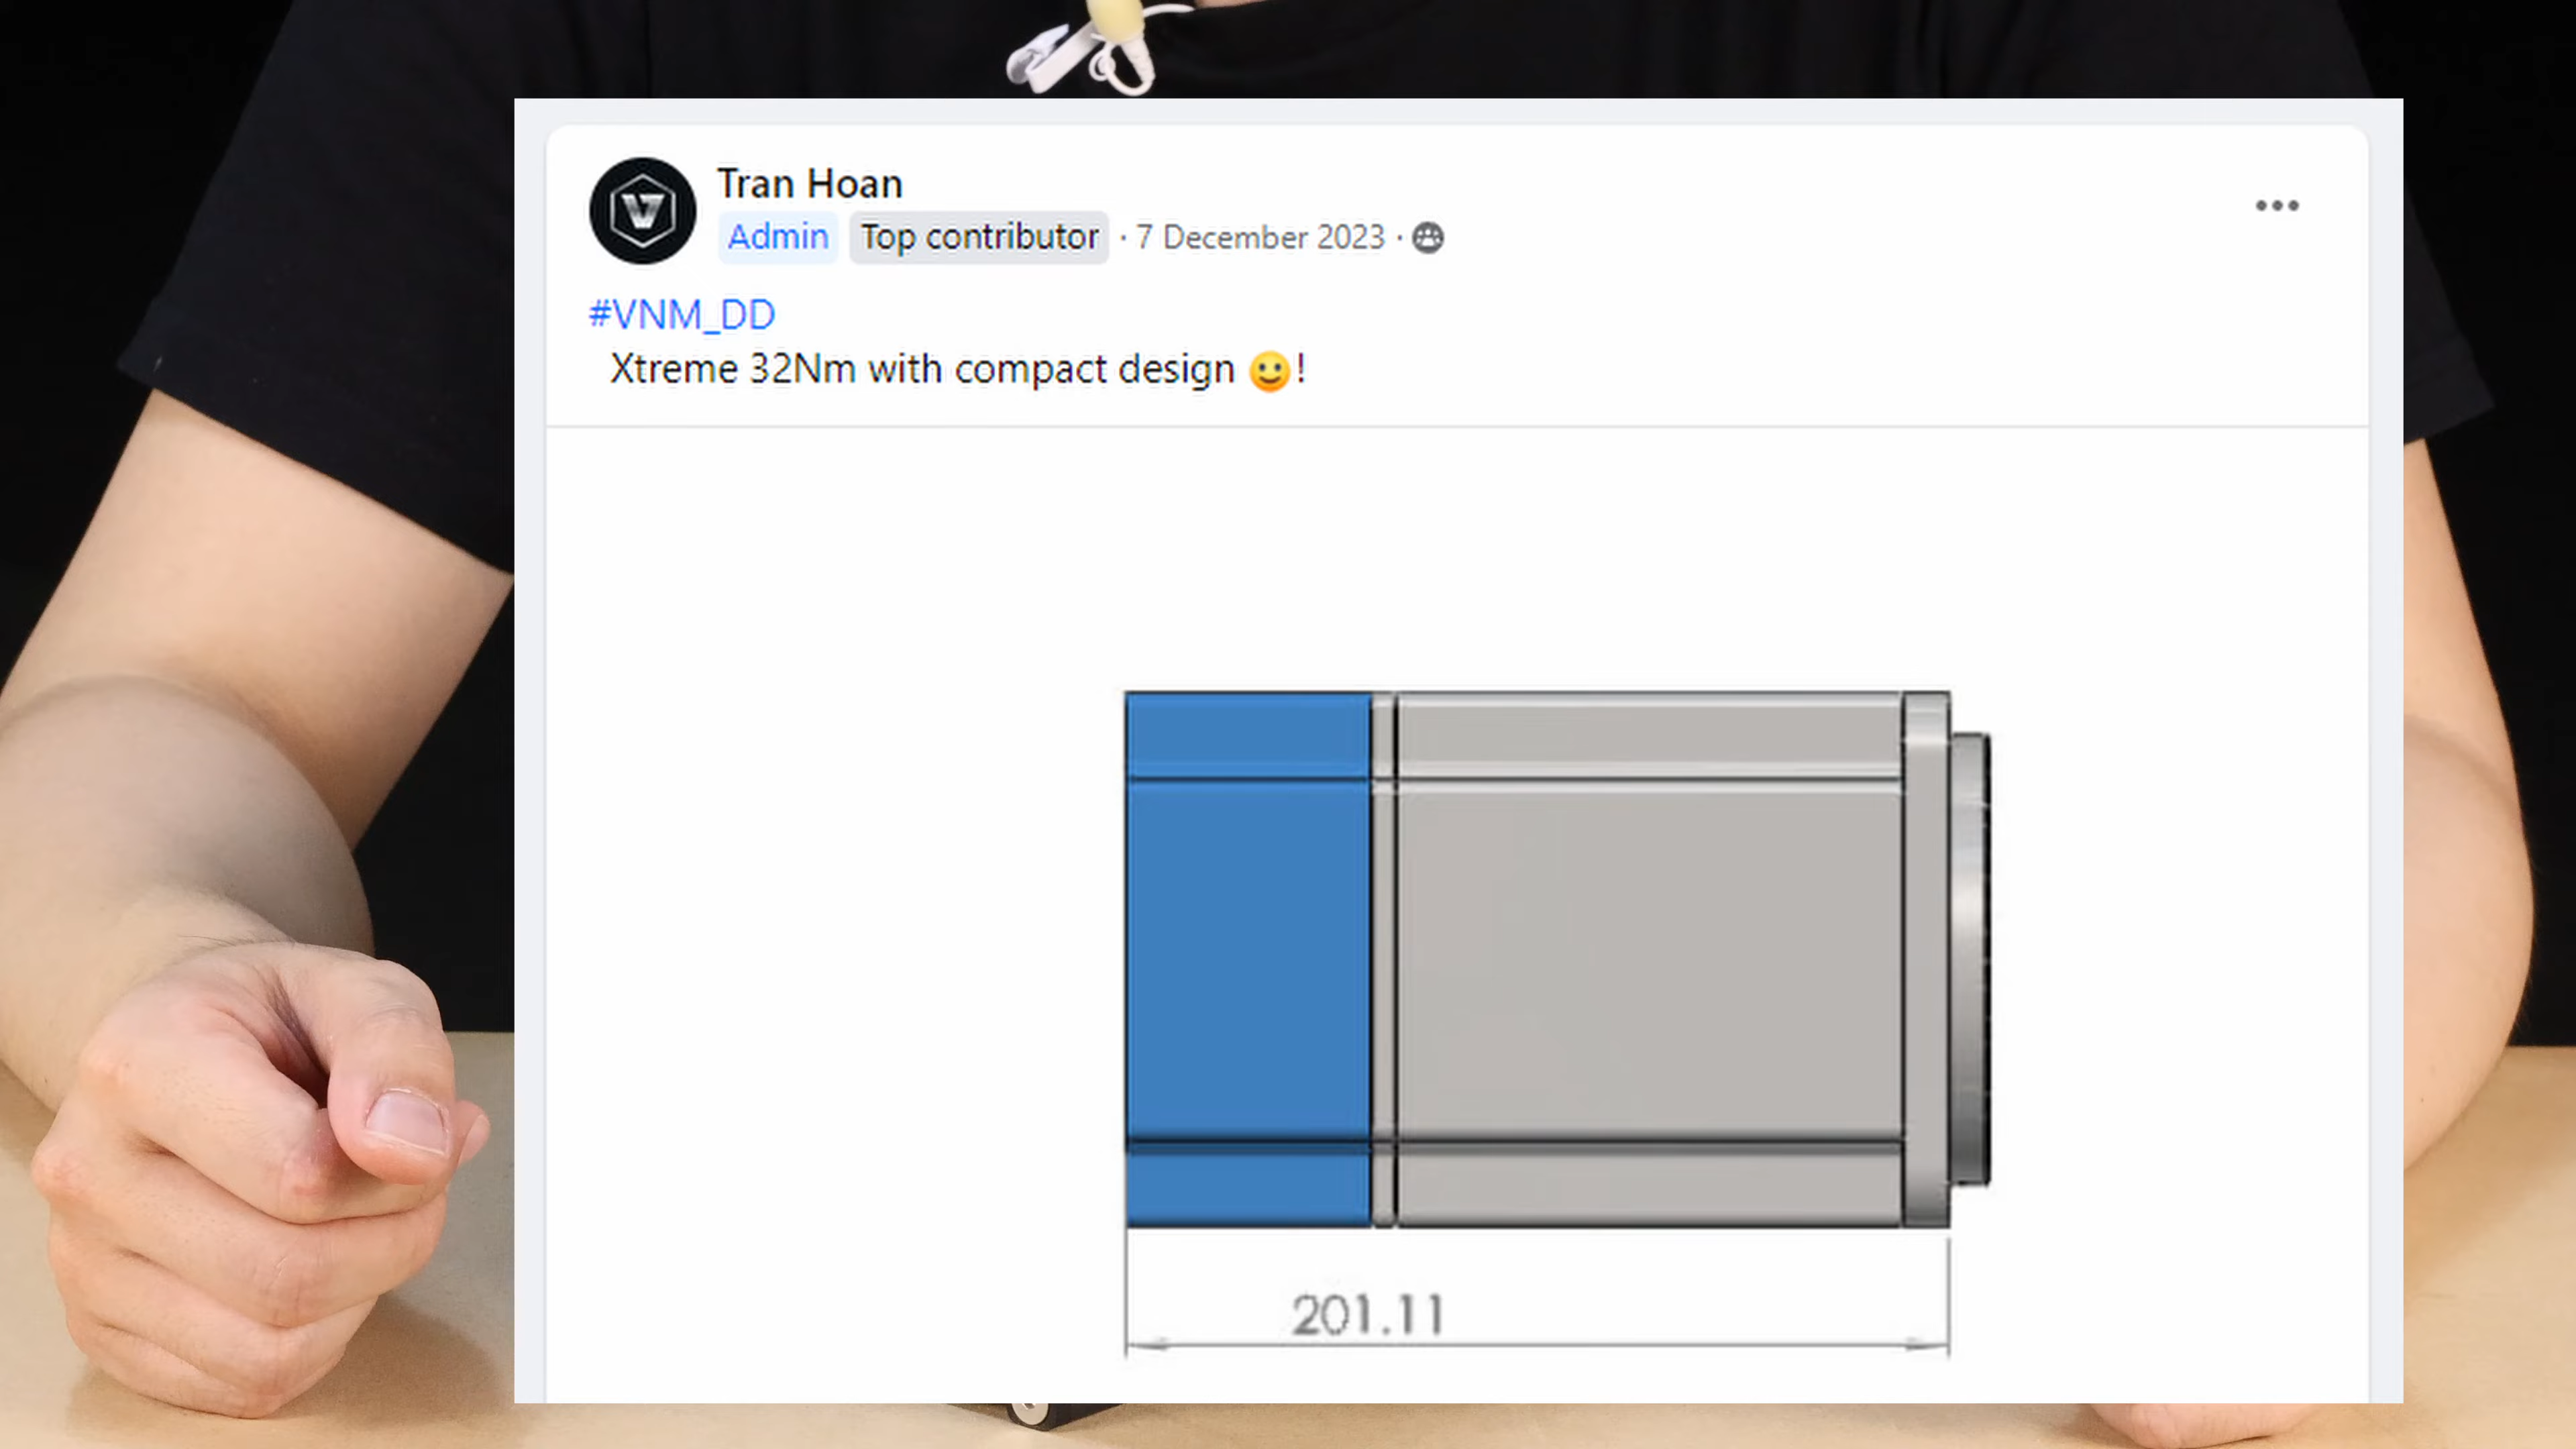 Tran Hoan
Admin Top contributor · 7 December 2023 ·
#VNM_DD
Xtreme 32Nm with compact design 🙂!
201.11